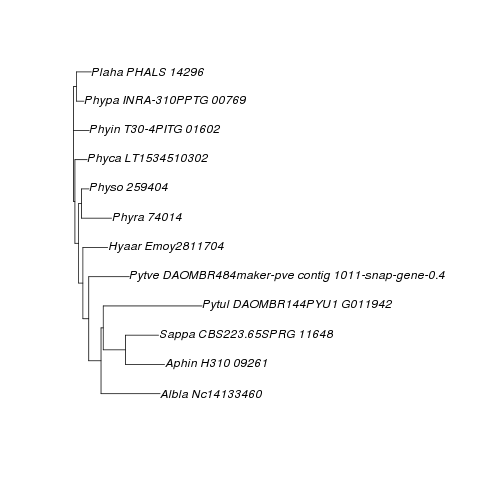 Plaha PHALS 14296
Phypa INRA-310PPTG 00769
Phyin T30-4PITG 01602
Phyca LT1534510302
Physo 259404
Phyra 74014
Hyaar Emoy2811704
Pytve DAOMBR484maker-pve contig 1011-snap-gene-0.4
Pytul DAOMBR144PYU1 G011942
Sappa CBS223.65SPRG 11648
Aphin H310 09261
Albla Nc14133460